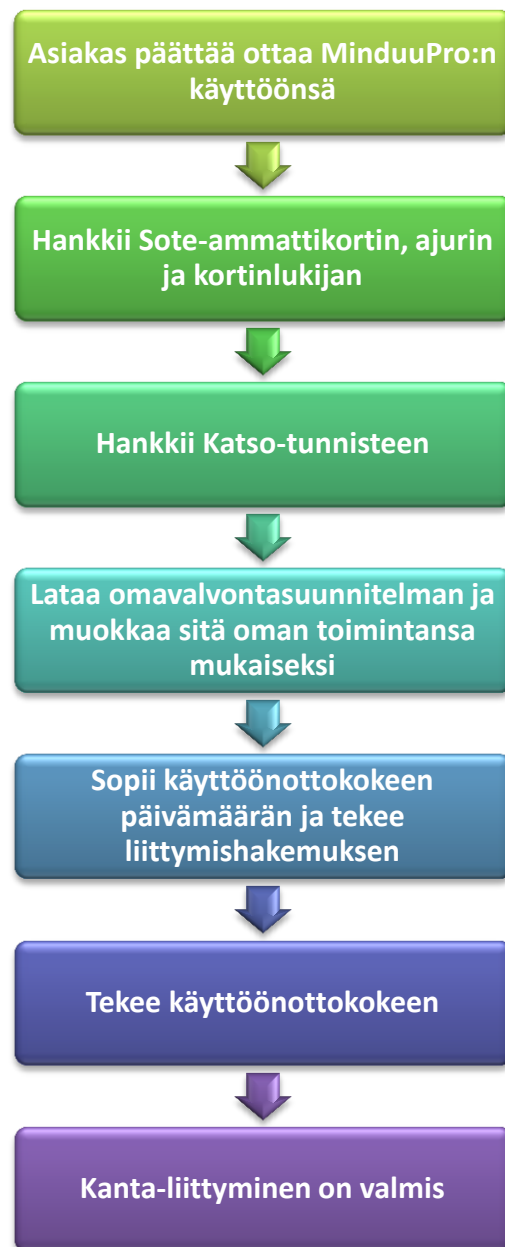 Asiakas päättää ottaa MinduuPro:n
käyttöönsä
Hankkii Sote-ammattikortin, ajurin
ja kortinlukijan
Hankkii Katso-tunnisteen
Lataa omavalvontasuunnitelman ja
muokkaa sitä oman toimintansa
mukaiseksi
Sopii käyttöönottokokeen
päivämäärän ja tekee
liittymishakemuksen
Tekee käyttöönottokokeen
Kanta-liittyminen on valmis